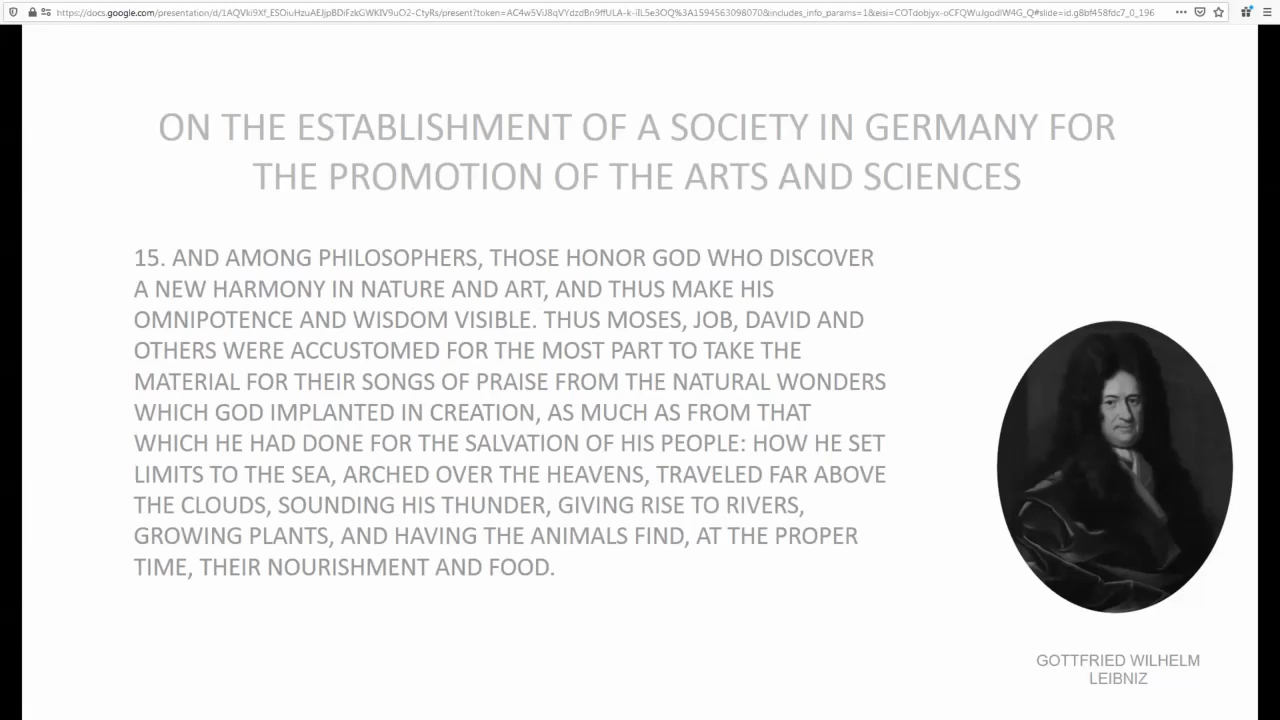 https://docs.google.com/presentation/d/
ON THE ESTABLISHMENT OF A SOCIETY IN GERMANY FOR
THE PROMOTION OF THE ARTS AND SCIENCES
15. AND AMONG PHILOSOPHERS, THOSE HONOR GOD WHO DISCOVER
A NEW HARMONY IN NATURE AND ART, AND THUS MAKE HIS
OMNIPOTENCE AND WISDOM VISIBLE. THUS MOSES, JOB, DAVID AND
OTHERS WERE ACCUSTOMED FOR THE MOST PART TO TAKE THE
MATERIAL FOR THEIR SONGS OF PRAISE FROM THE NATURAL WONDERS
WHICH GOD IMPLANTED IN CREATION, AS MUCH AS FROM THAT
WHICH HE HAD DONE FOR THE SALVATION OF HIS PEOPLE: HOW HE SET
LIMITS TO THE SEA, ARCHED OVER THE HEAVENS, TRAVELED FAR ABOVE
THE CLOUDS, SOUNDING HIS THUNDER, GIVING RISE TO RIVERS,
GROWING PLANTS, AND HAVING THE ANIMALS FIND, AT THE PROPER
TIME, THEIR NOURISHMENT AND FOOD.
GOTTFRIED WILHELM
LEIBNIZ